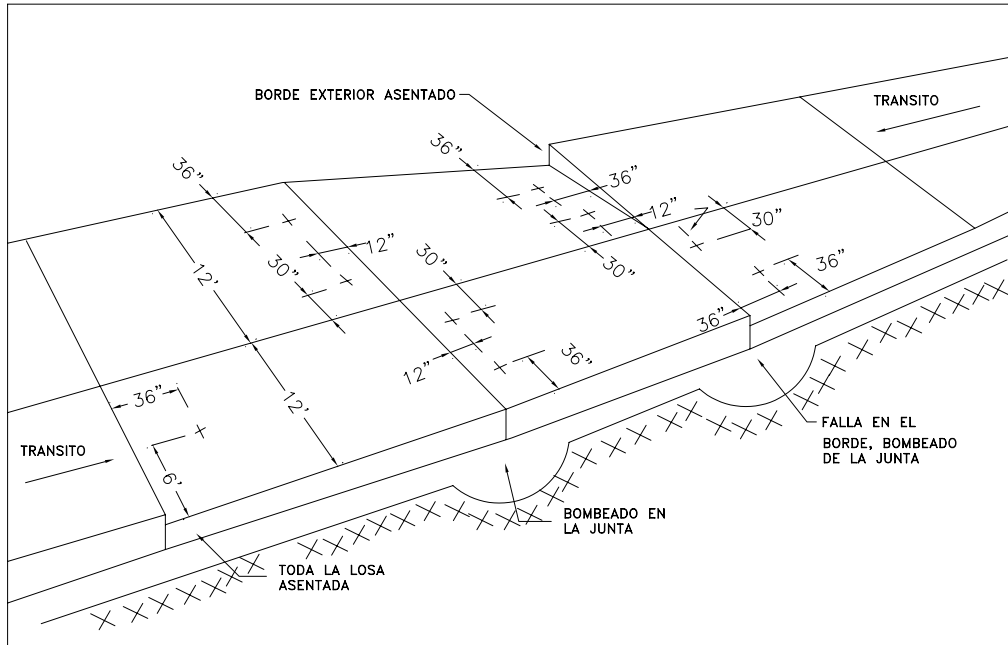 BORDE EXTERIOR ASENTADO
TRANSITO
36"
36"
36"
12"
30"
12'
12"
30"
30"
30"
36"
36"
12"
36"
12'
36"
TRANSITO
6'
FALLA EN EL
BORDE, BOMBEADO
DE LA JUNTA
BOMBEADO EN
LA JUNTA
TODA LA LOSA
ASENTADA